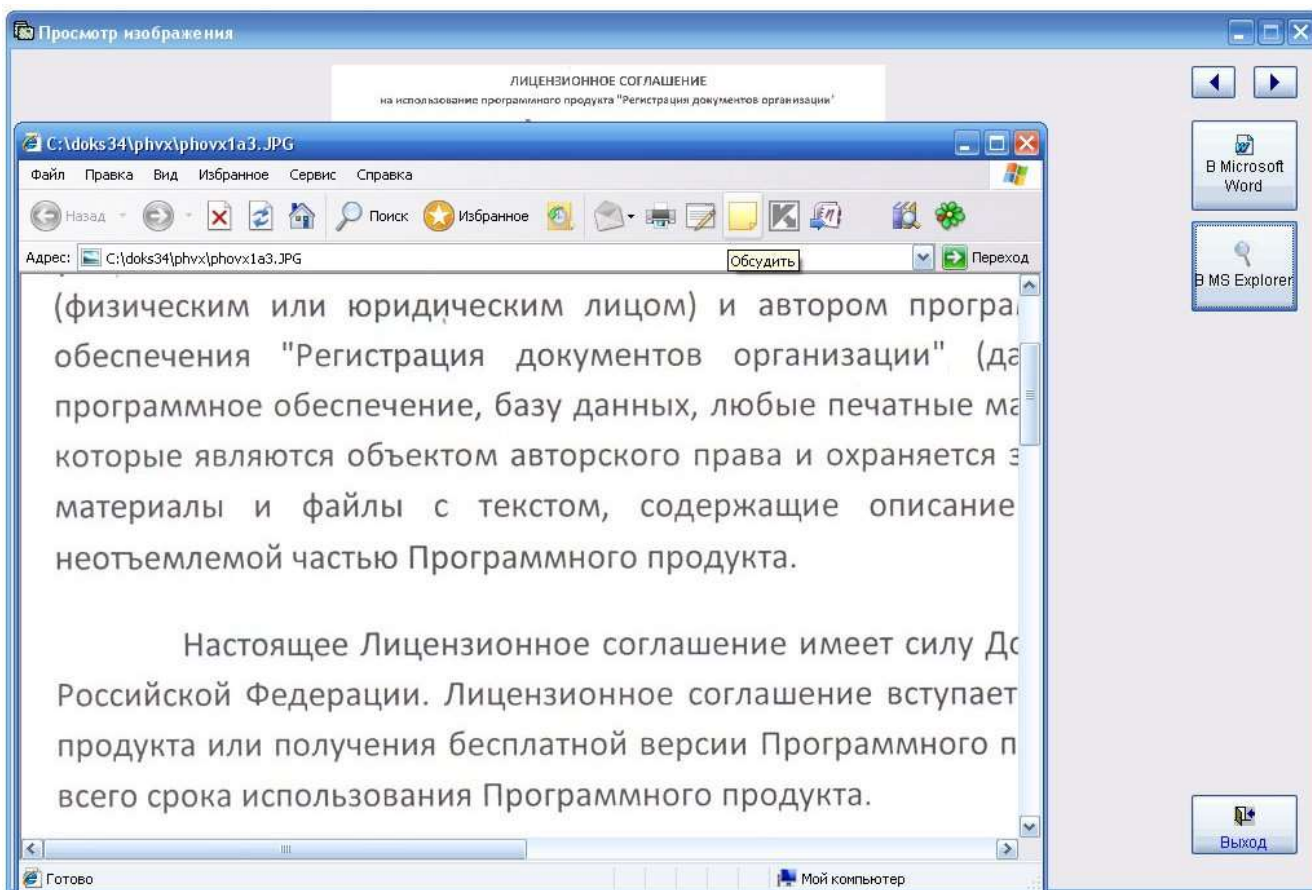 Просмотр изображения
ЛИЦЕНЗИОННОЕ СОГЛАШЕНИЕ
на использование программного продукта "Регистрация документов организации"
C:\doks34\phvx\phovx1a3.JPG
Файл Правка Вид Избранное Сервис Справка
Назад Поиск Избранное
Адрес: C:\doks34\phvx\phovx1a3.JPG Переход
Обсудить
(физическим или юридическим лицом) и автором програ
обеспечения "Регистрация документов организации" (да
программное обеспечение, базу данных, любые печатные ма
которые являются объектом авторского права и охраняется з
материалы и файлы с текстом, содержащие описание
неотъемлемой частью Программного продукта.
Настоящее Лицензионное соглашение имеет силу До
Российской Федерации. Лицензионное соглашение вступает
продукта или получения бесплатной версии Программного п
всего срока использования Программного продукта.
Готово Мой компьютер
В Microsoft
Word
В MS Explorer
Выход